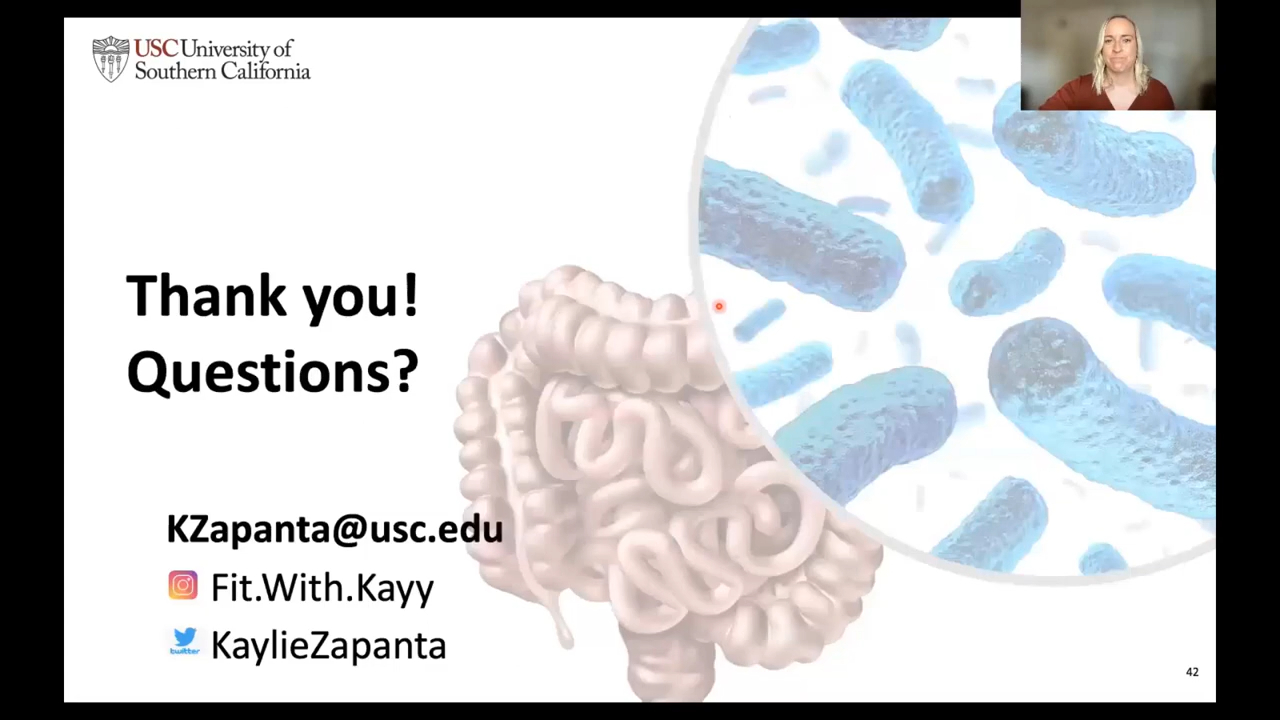 USC University of
Southern California
Thank you!
Questions?
KZapanta@usc.edu
Fit.With.Kayy
twitter KaylieZapanta
42